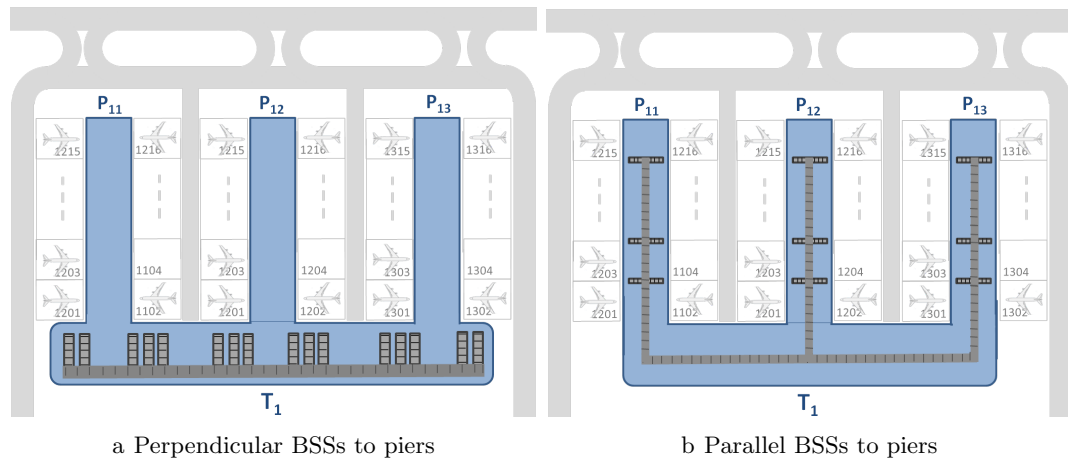 P11 P12 P13
1215 1216 1215 1216 1315 1316
1203 1104 1203 1204 1303 1304
1201 1102 1201 1202 1301 1302
T1
a Perpendicular BSSs to piers
P11 P12 P13
1215 1216 1215 1216 1315 1316
1203 1104 1203 1204 1303 1304
1201 1102 1201 1202 1301 1302
T1
b Parallel BSSs to piers